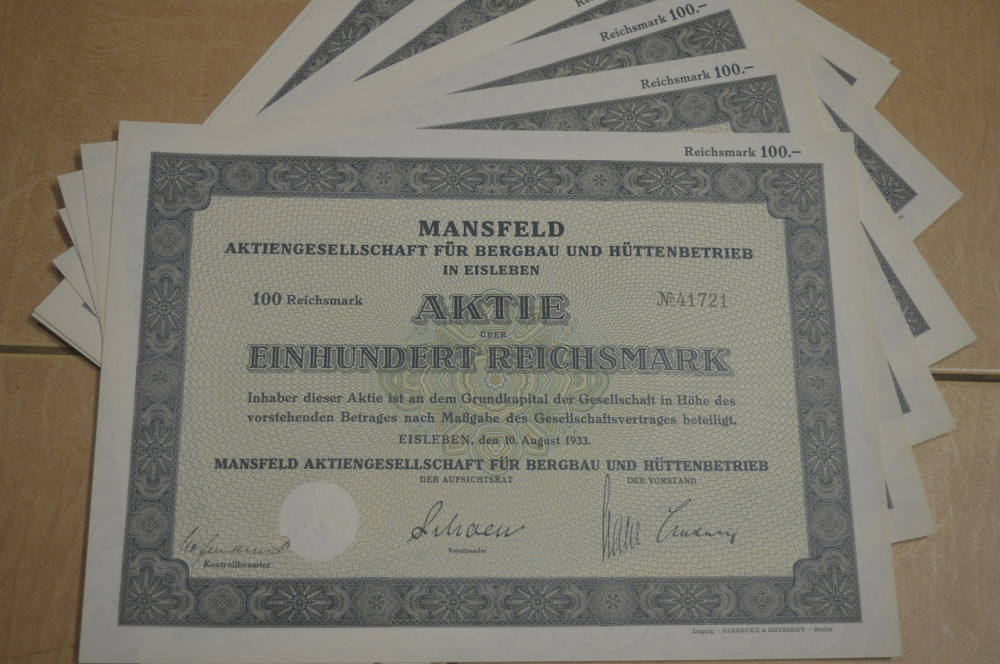 Reichsmark 100.–
Reichsmark 100.–
Reichsmark 100.–
MANSFELD
AKTIENGESELLSCHAFT FÜR BERGBAU UND HÜTTENBETRIEB
IN EISLEBEN
100 Reichsmark AKTIE № 41721
ÜBER
EINHUNDERT REICHSMARK
Inhaber dieser Aktie ist an dem Grundkapital der Gesellschaft in Höhe des
vorstehenden Betrages nach Maßgabe des Gesellschaftsvertrages beteiligt.
EISLEBEN, den 10. August 1933.
MANSFELD AKTIENGESELLSCHAFT FÜR BERGBAU UND HÜTTENBETRIEB
DER AUFSICHTSRAT DER VORSTAND
Vorsitzender
Kontrollbeamter
Leipzig – GIESECKE & DEVRIENT – Berlin